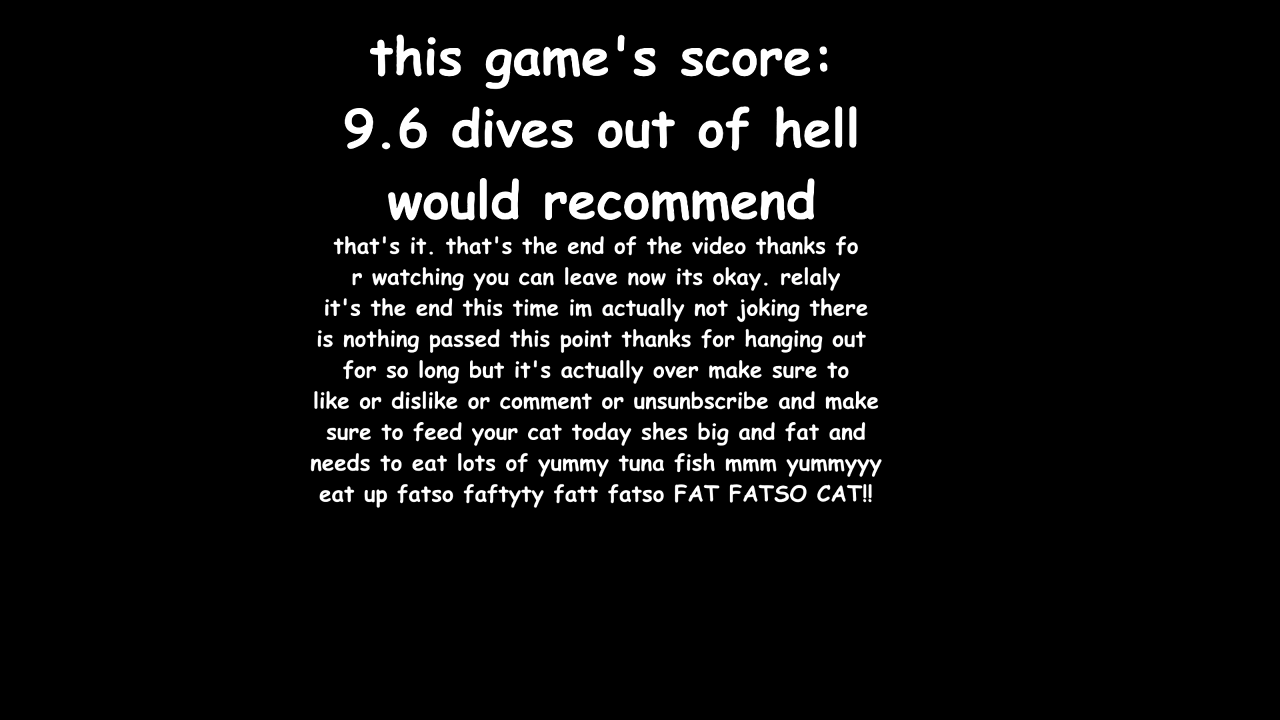 this game's score:
9.6 dives out of hell
would recommend
that's it. that's the end of the video thanks fo
r watching you can leave now its okay. relaly
it's the end this time im actually not joking there
is nothing passed this point thanks for hanging out
for so long but it's actually over make sure to
like or dislike or comment or unsunbscribe and make
sure to feed your cat today shes big and fat and
needs to eat lots of yummy tuna fish mmm yummyyy
eat up fatso faftyty fatt fatso FAT FATSO CAT!!